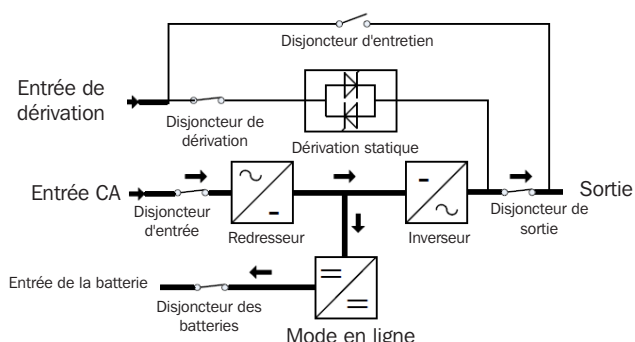 Disjoncteur d'entretien
Entrée de
dérivation
Disjoncteur de
dérivation
Dérivation statique
Entrée CA
Disjoncteur
d'entrée
Redresseur
Inverseur
Disjoncteur de
sortie
Sortie
Entrée de la batterie
Disjoncteur des
batteries
Mode en ligne